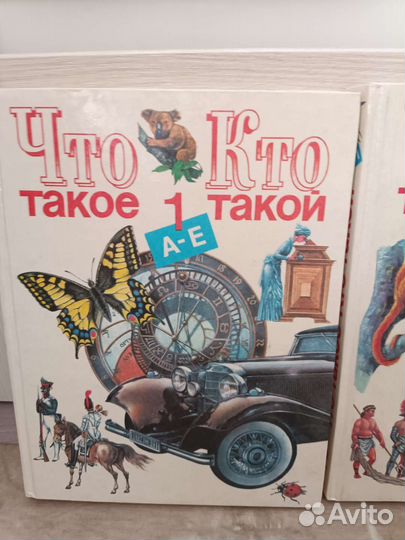 Что Кто
такое 1 такой
А-Е
Avito